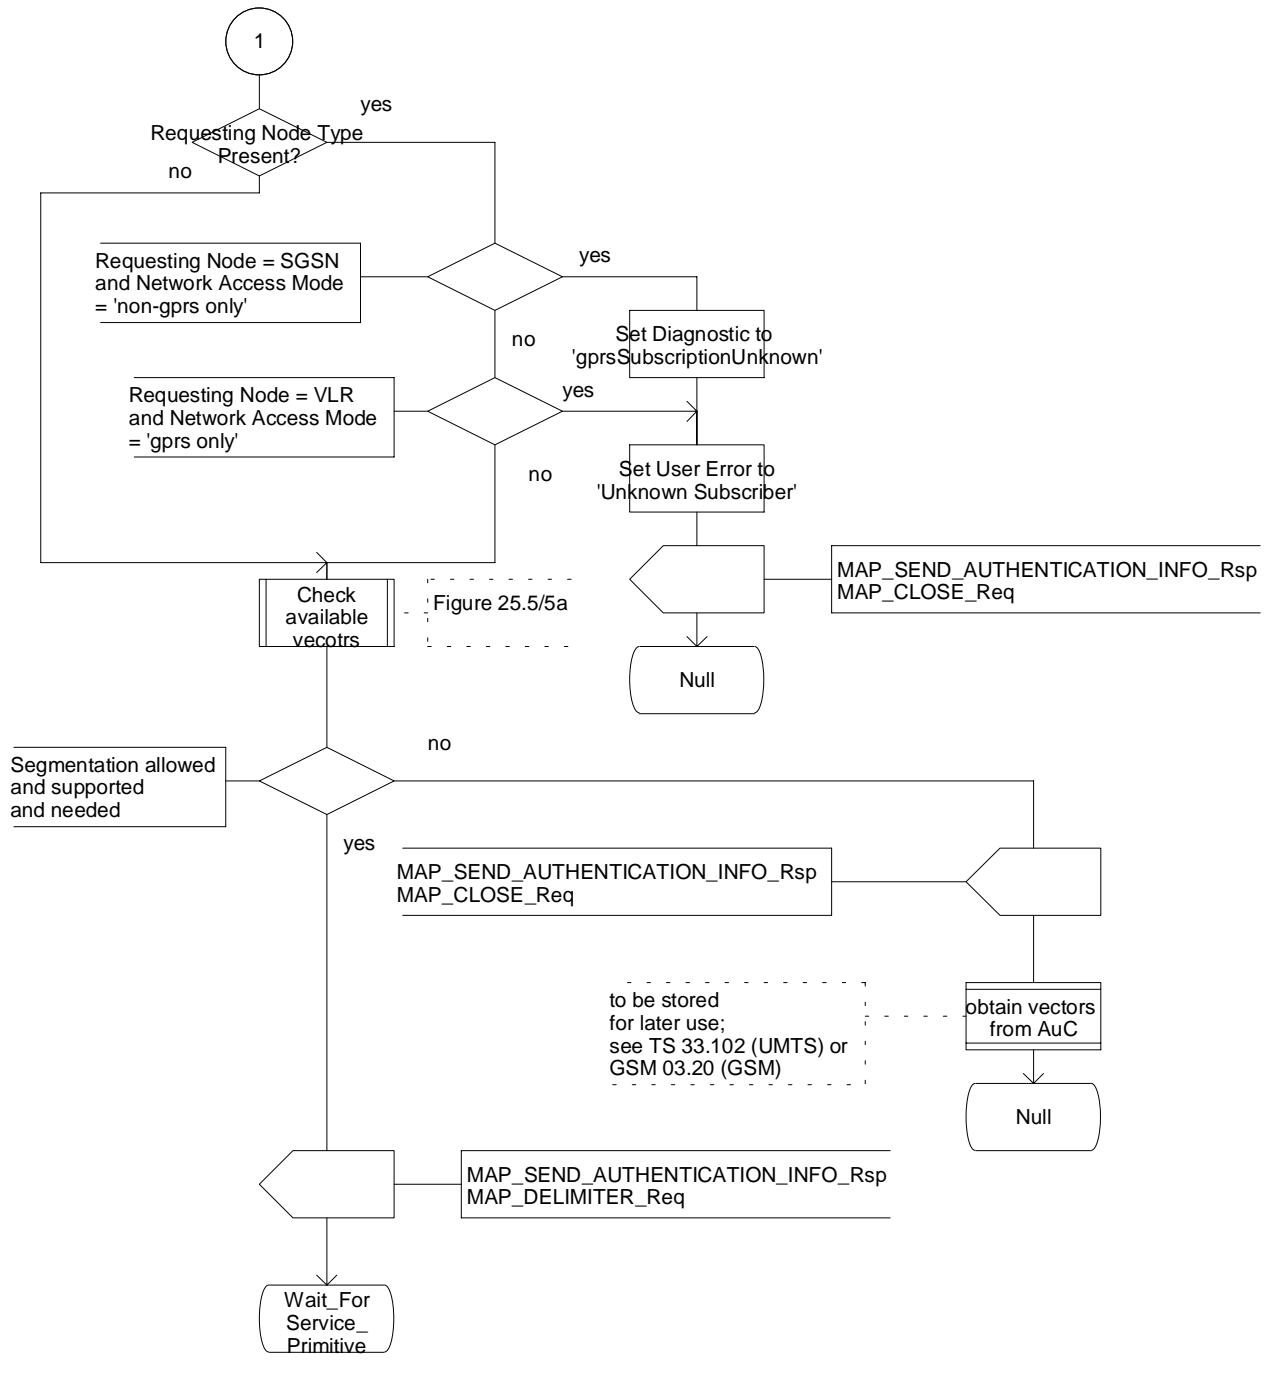 1
yes
Requesting Node Type
Present?
no
yes
Requesting Node = SGSN
and Network Access Mode
= 'non-gprs only'
Set Diagnostic to
'gprsSubscriptionUnknown'
no
yes
Requesting Node = VLR
and Network Access Mode
= 'gprs only'
no
Set User Error to
'Unknown Subscriber'
MAP_SEND_AUTHENTICATION_INFO_Rsp
MAP_CLOSE_Req
Check
available
vecotrs
Figure 25.5/5a
Null
no
Segmentation allowed
and supported
and needed
yes
MAP_SEND_AUTHENTICATION_INFO_Rsp
MAP_CLOSE_Req
to be stored
for later use;
see TS 33.102 (UMTS) or
GSM 03.20 (GSM)
obtain vectors
from AuC
Null
MAP_SEND_AUTHENTICATION_INFO_Rsp
MAP_DELIMITER_Req
Wait_For
Service_
Primitive